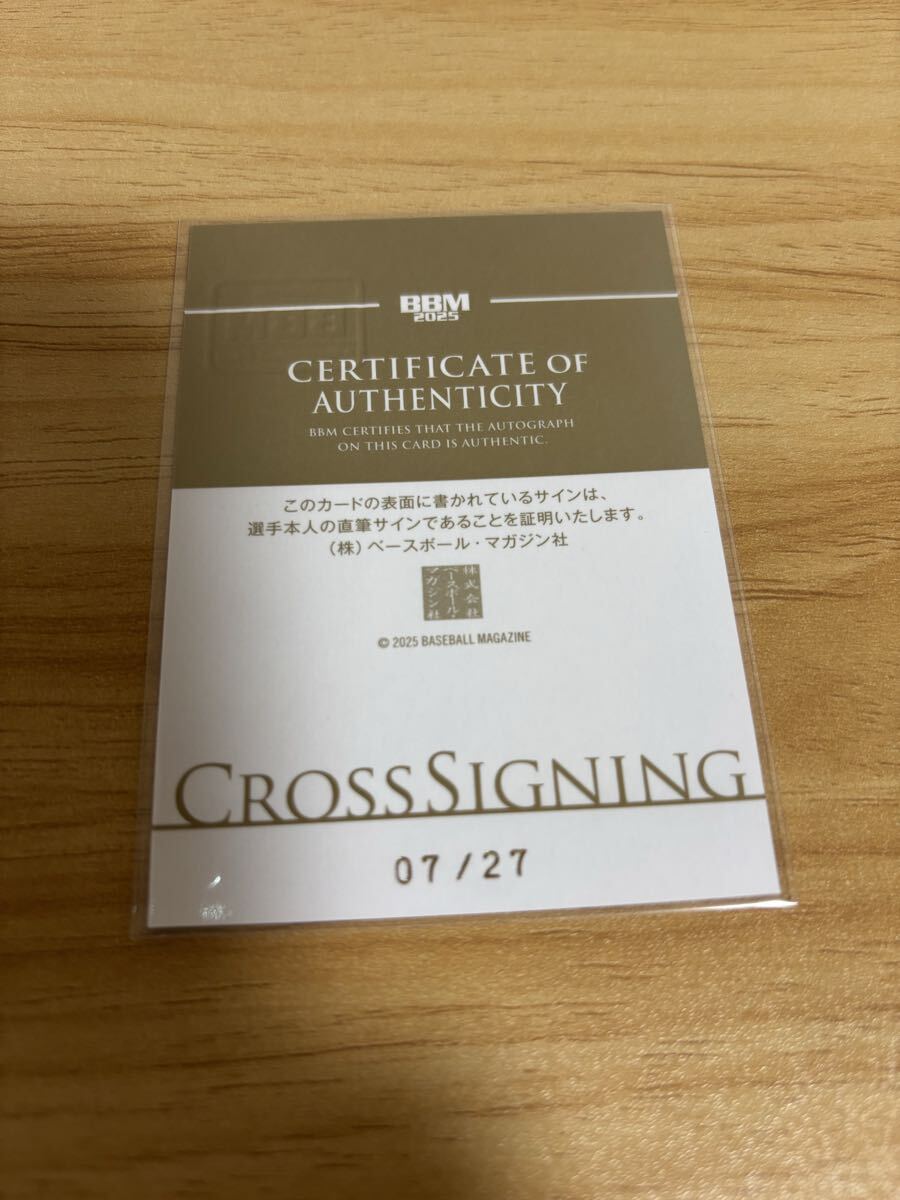 BBM
2025
CERTIFICATE OF
AUTHENTICITY
BBM CERTIFIES THAT THE AUTOGRAPH
ON THIS CARD IS AUTHENTIC.
このカードの表面に書かれているサインは、
選手本人の直筆サインであることを証明いたします。
（株）ベースボール・マガジン社
株式会社
ベースボール・
マガジン社
© 2025 BASEBALL MAGAZINE
CROSSSIGNING
07/27
BBM